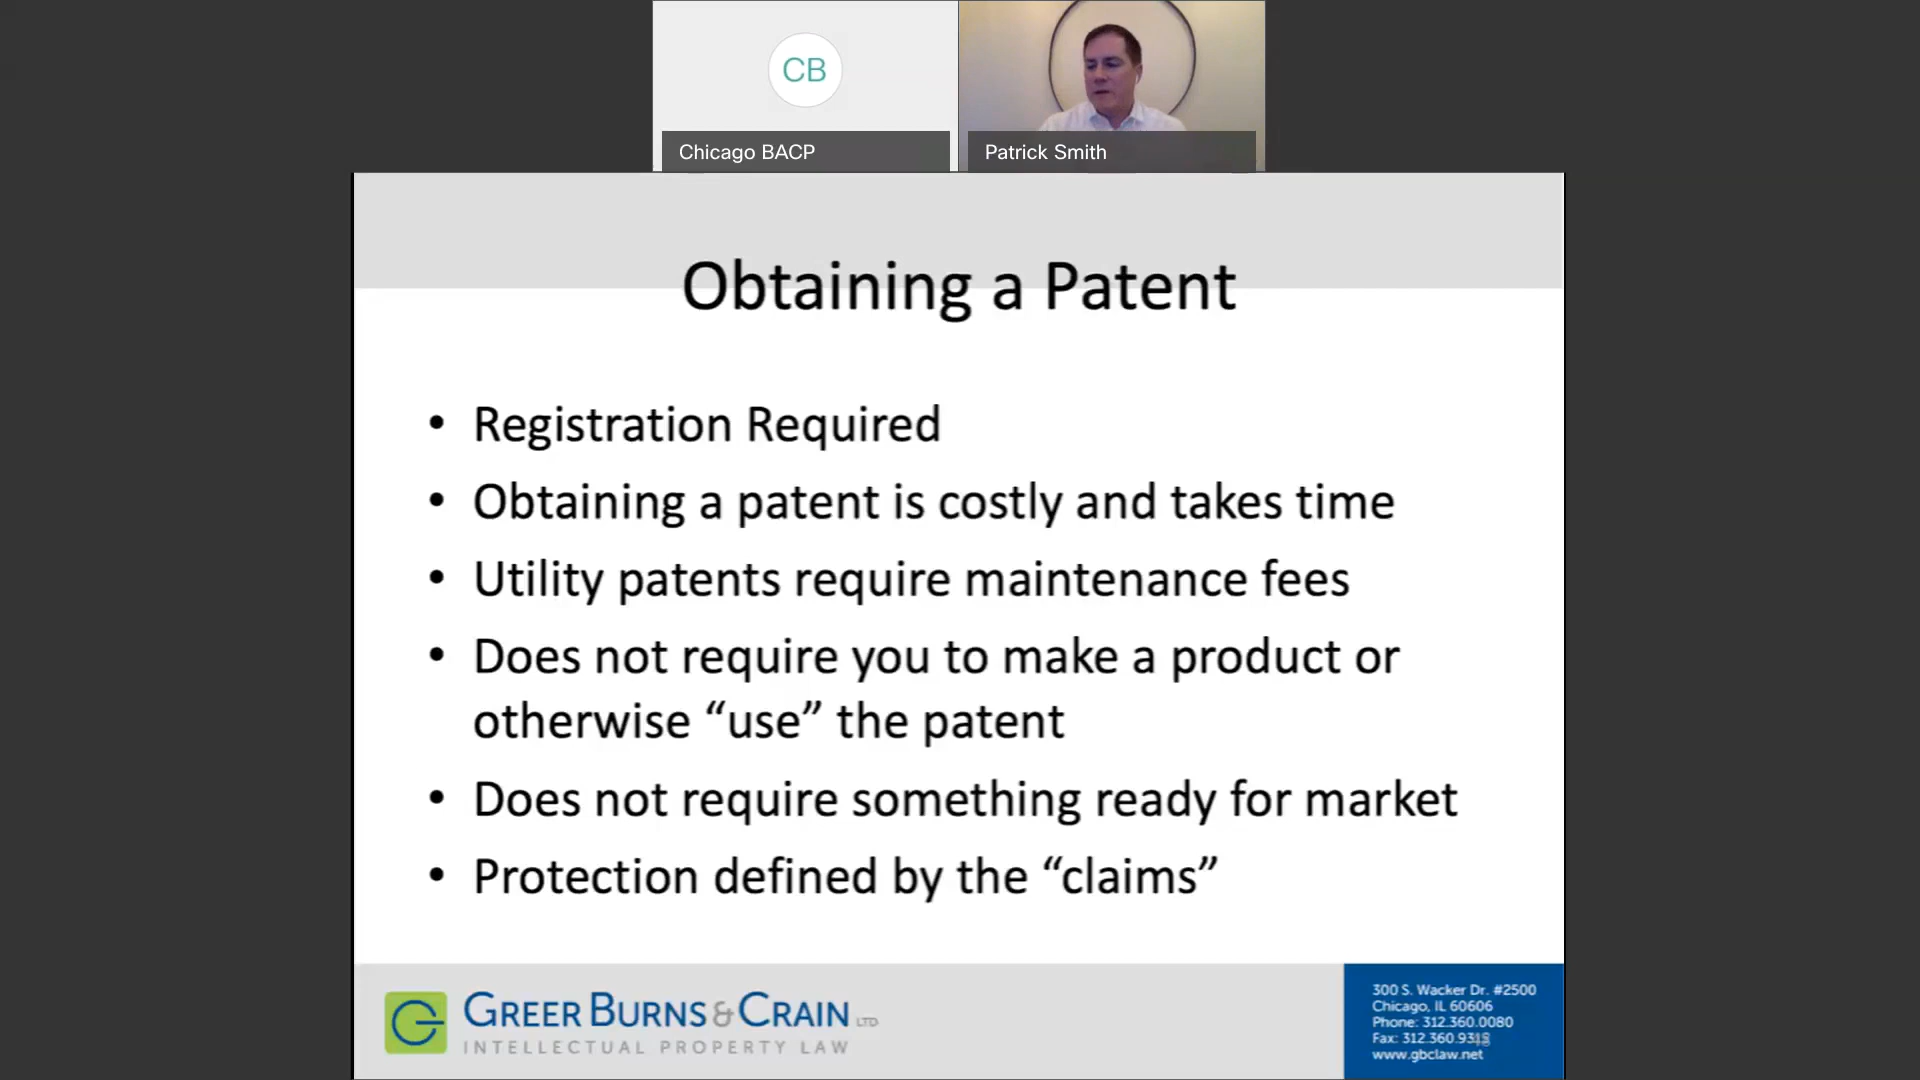 CB
Chicago BACP
Patrick Smith
Obtaining a Patent
• Registration Required
• Obtaining a patent is costly and takes time
• Utility patents require maintenance fees
• Does not require you to make a product or
otherwise “use” the patent
• Does not require something ready for market
• Protection defined by the “claims”
GREER BURNS & CRAIN LTD
INTELLECTUAL PROPERTY LAW
300 S. Wacker Dr. #2500
Chicago, IL 60606
Phone: 312.360.0080
Fax:
www.gbclaw.net